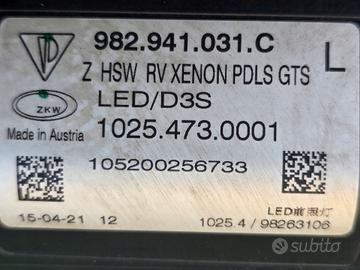 982.941.031.C
L
Z HSW RV XENON PDLS GTS
ZKW
LED/D3S
Made in Austria
1025.473.0001
105200256733
15-04-21 12
LED前照灯
1025.4 / 98263106
subito